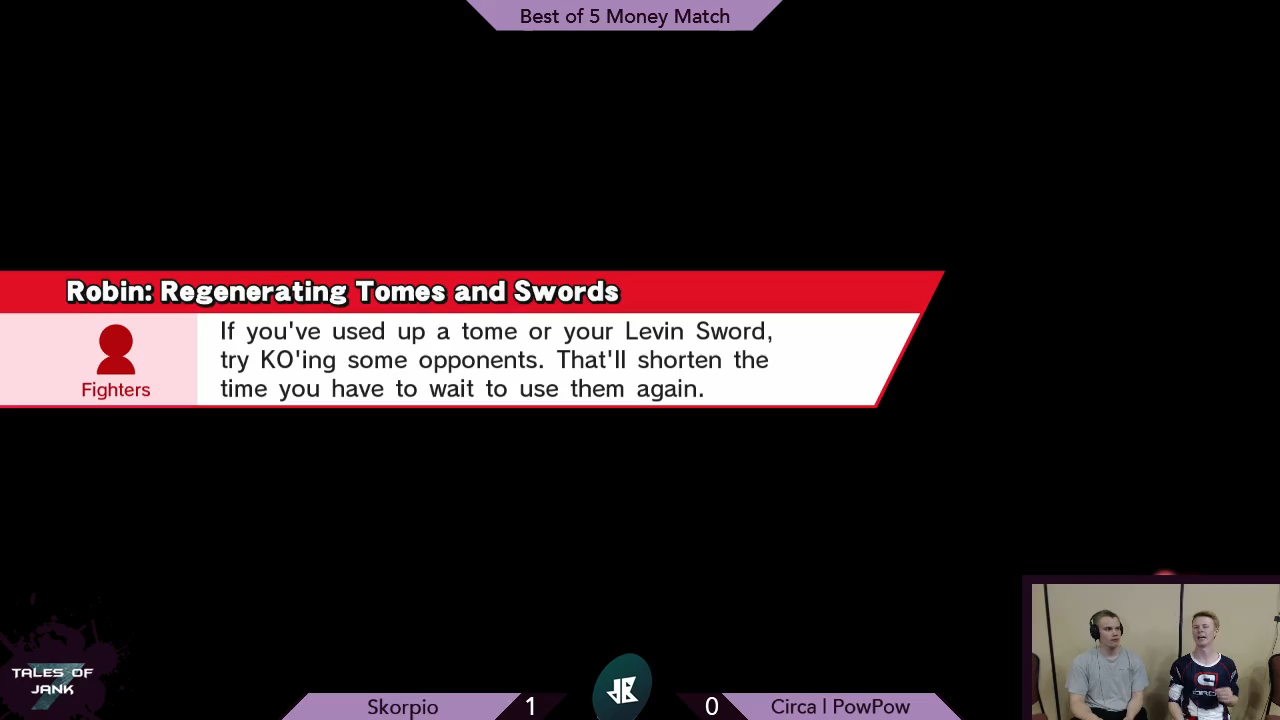 Best of 5 Money Match
Robin: Regenerating Tomes and Swords
If you've used up a tome or your Levin Sword,
try KO'ing some opponents. That'll shorten the
time you have to wait to use them again.
Fighters
TALES OF
7
JANK
Skorpio
1
0
Circa | PowPow